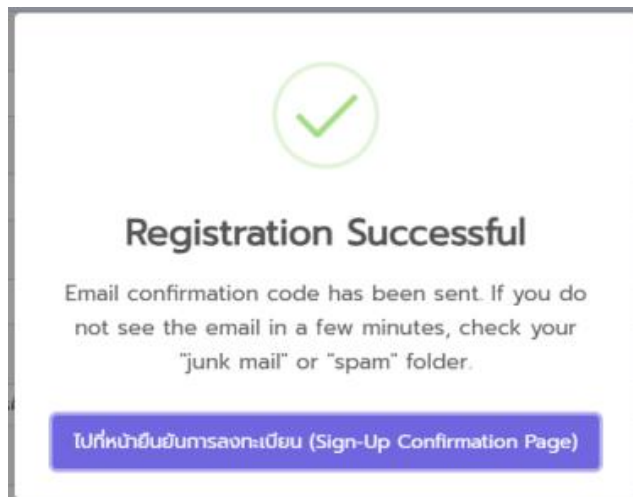 Registration Successful
Email confirmation code has been sent. If you do
not see the email in a few minutes, check your
"junk mail" or "spam" folder.
ไปที่หน้ายืนยันการลงทะเบียน (Sign-Up Confirmation Page)